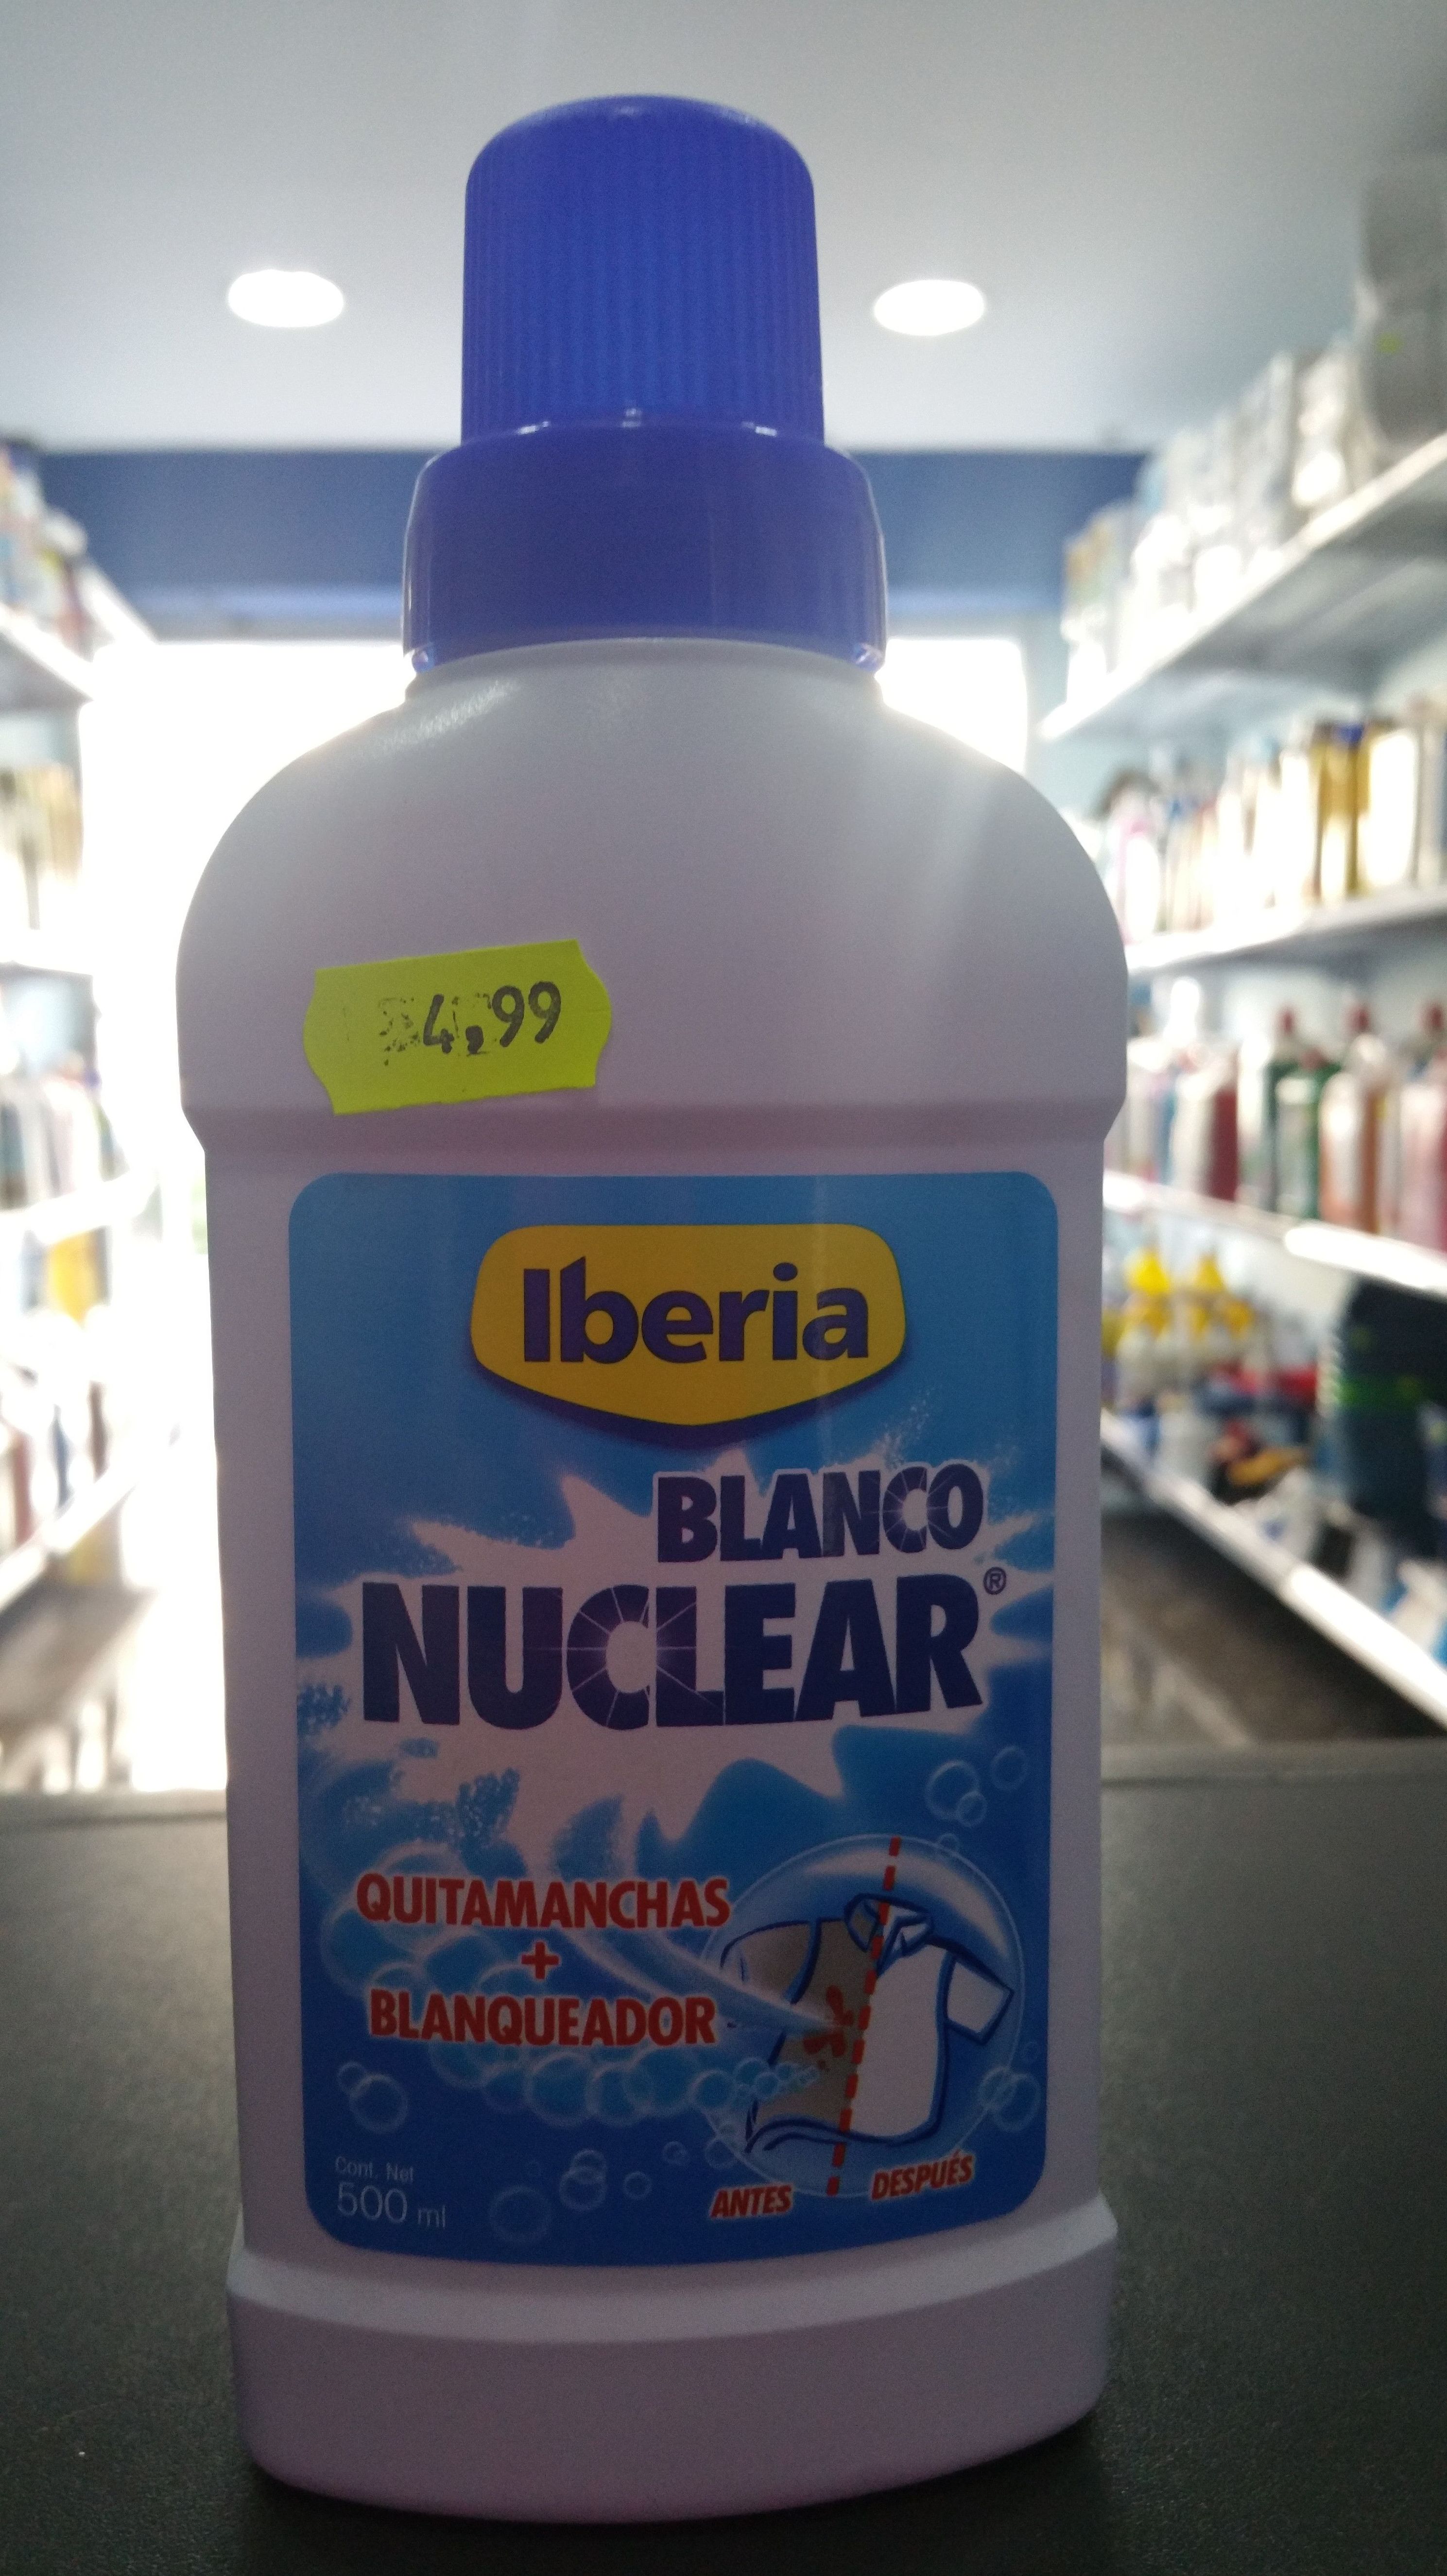 4,99
Iberia
BLANCO
NUCLEAR®
QUITAMANCHAS
+
BLANQUEADOR
Cont. Net
500 ml
ANTES
DESPUÉS